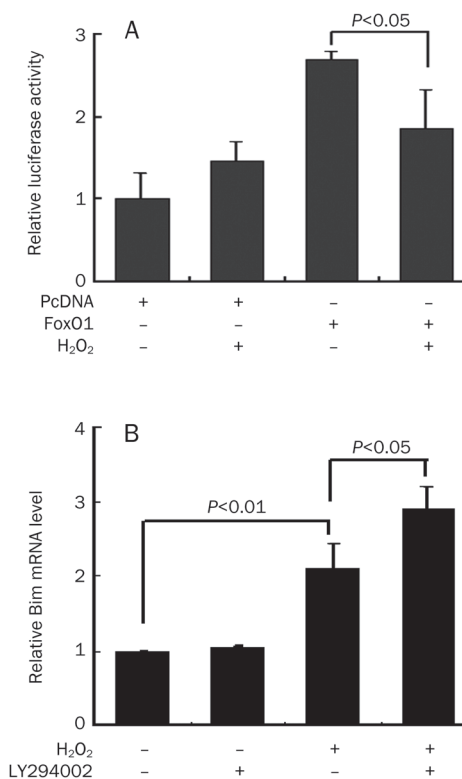 A
P<0.05
Relative luciferase activity
3
2
1
0
PcDNA + + – –
FoxO1 – – + +
H₂O₂ – + – +
B
P<0.05
P<0.01
Relative Bim mRNA level
4
3
2
1
0
H₂O₂ – – + +
LY294002 – + – +